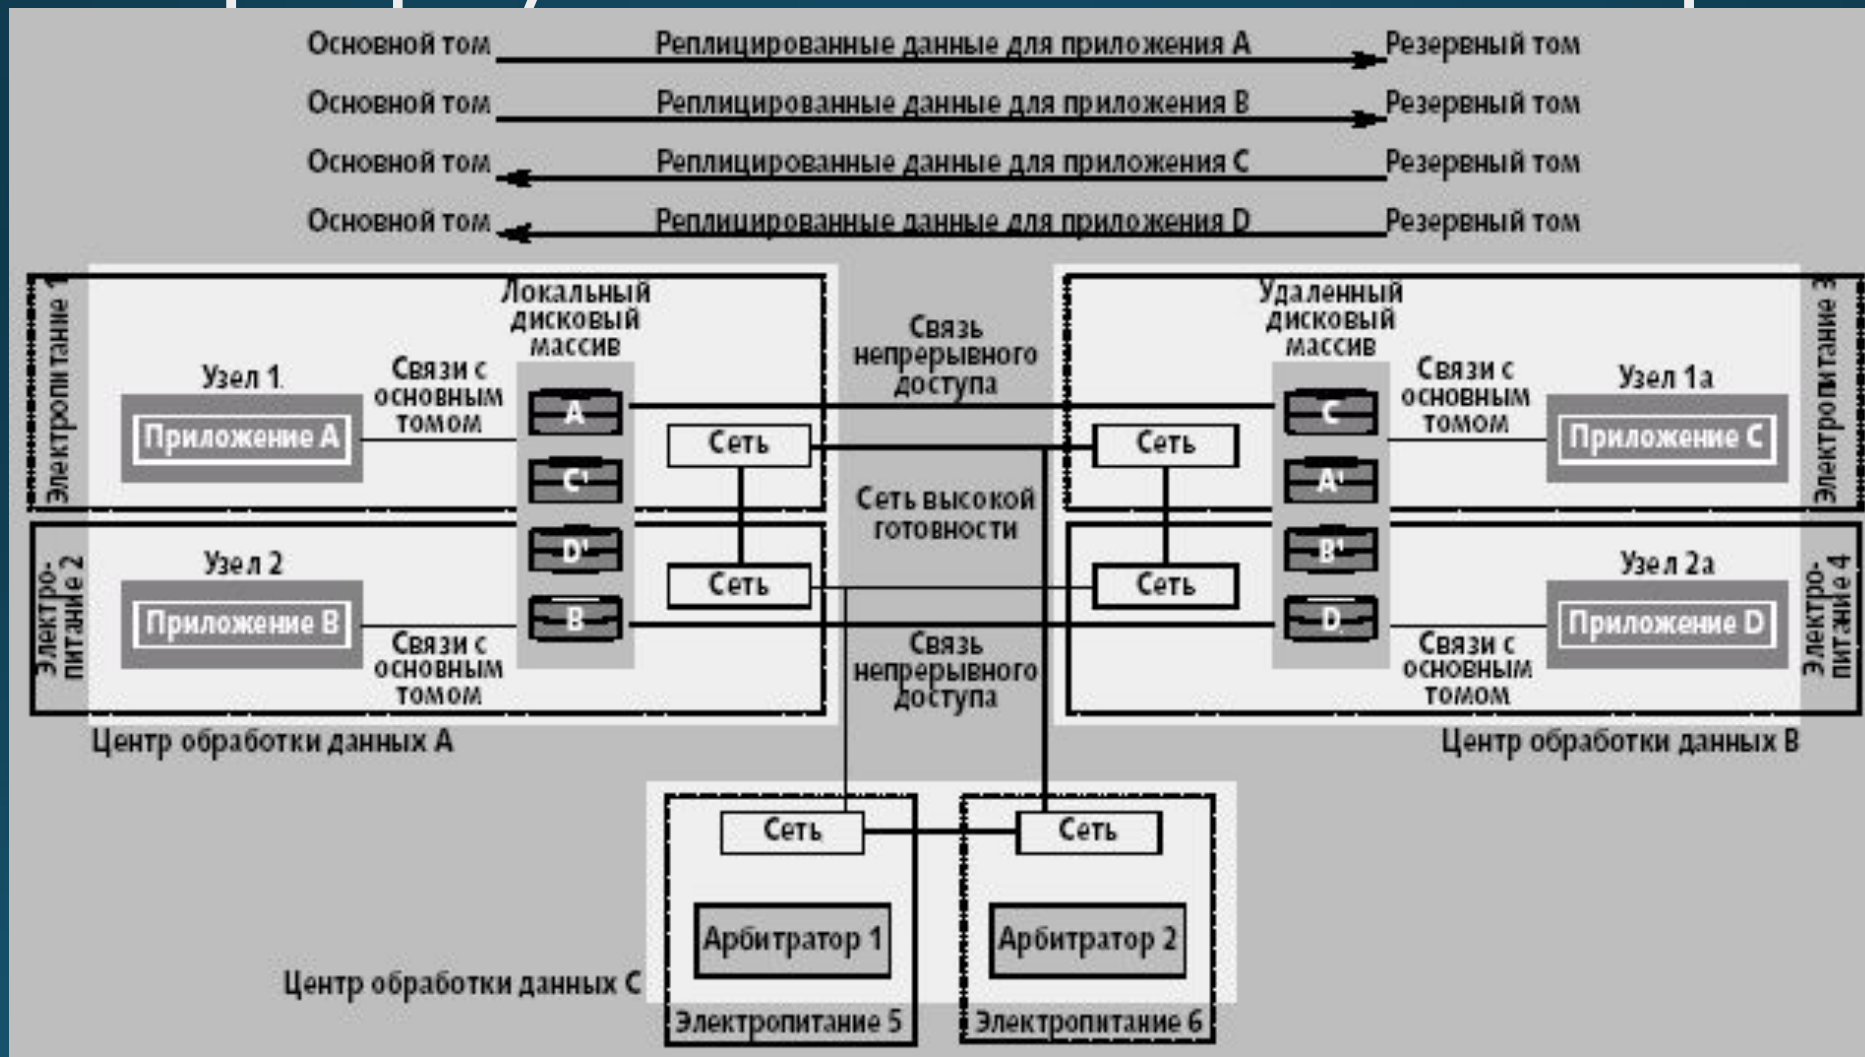 Основной том Реплицированные данные для приложения A Резервный том
Основной том Реплицированные данные для приложения B Резервный том
Основной том Реплицированные данные для приложения C Резервный том
Основной том Реплицированные данные для приложения D Резервный том
Электропитание 1
Локальный
дисковый
массив
Узел 1
Приложение A
Связи с
основным
томом
A
C'
D'
B
Сеть
Сеть
Электро-
питание 2
Узел 2
Приложение B
Связи с
основным
томом
Центр обработки данных A
Связь
непрерывного
доступа
Сеть высокой
готовности
Связь
непрерывного
доступа
Удаленный
дисковый
массив
Сеть
Сеть
C
A'
B'
D
Связи с
основным
томом
Узел 1а
Приложение C
Электропитание 3
Связи с
основным
томом
Узел 2а
Приложение D
Электро-
питание 4
Центр обработки данных B
Сеть
Сеть
Арбитратор 1
Арбитратор 2
Центр обработки данных C
Электропитание 5
Электропитание 6